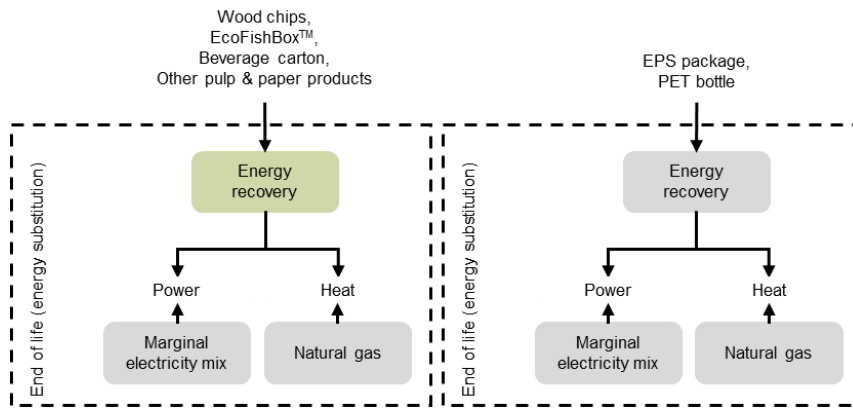 Wood chips,
EcoFishBox™,
Beverage carton,
Other pulp & paper products
End of life (energy substitution)
Energy
recovery
Power
Heat
Marginal
electricity mix
Natural gas
EPS package,
PET bottle
End of life (energy substitution)
Energy
recovery
Power
Heat
Marginal
electricity mix
Natural gas